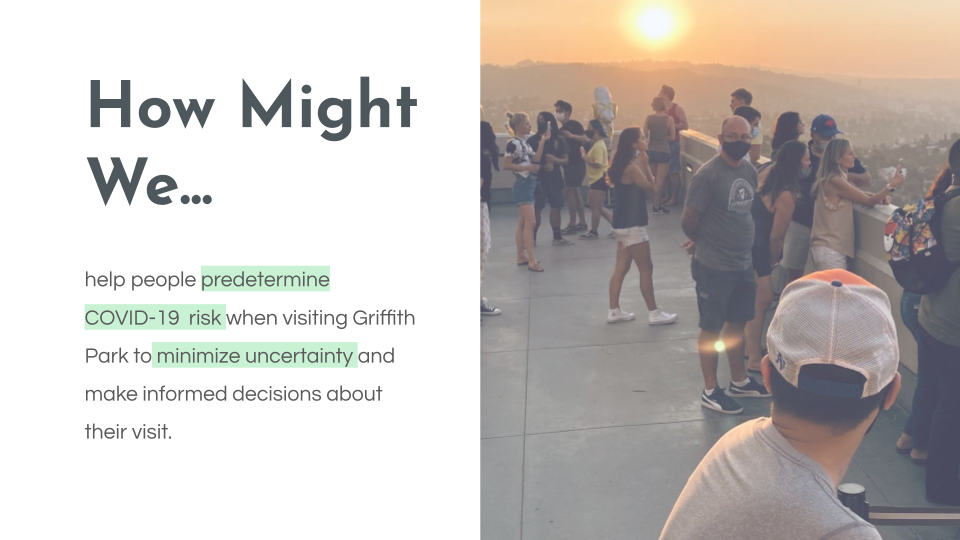 How Might
We...
help people predetermine
COVID-19 risk when visiting Griffith
Park to minimize uncertainty and
make informed decisions about
their visit.